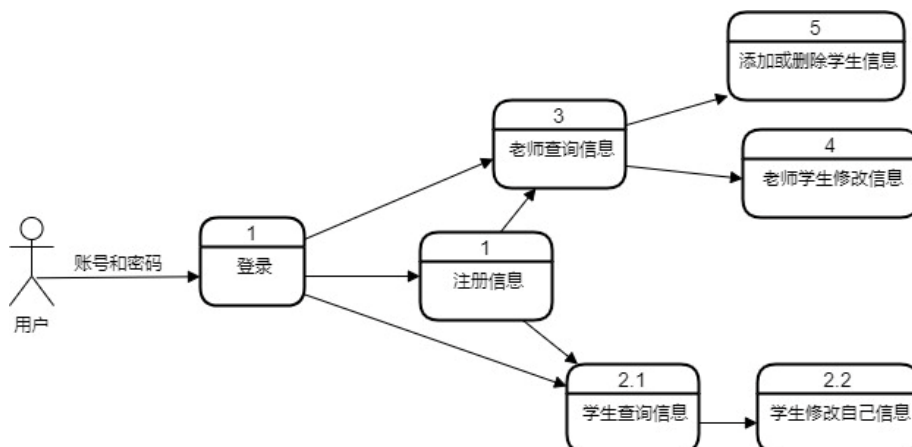 5
添加或删除学生信息
3
老师查询信息
4
老师学生修改信息
1
登录
账号和密码
1
注册信息
用户
2.1
学生查询信息
2.2
学生修改自己信息